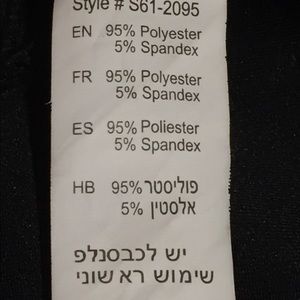 Style # S61-2095
EN 95% Polyester
5% Spandex
FR 95% Polyester
5% Spandex
ES 95% Poliester
5% Spandex
HB 95% פוליסטר
5% אלסטין
יש לכבסנלפ
שימוש רא שוני